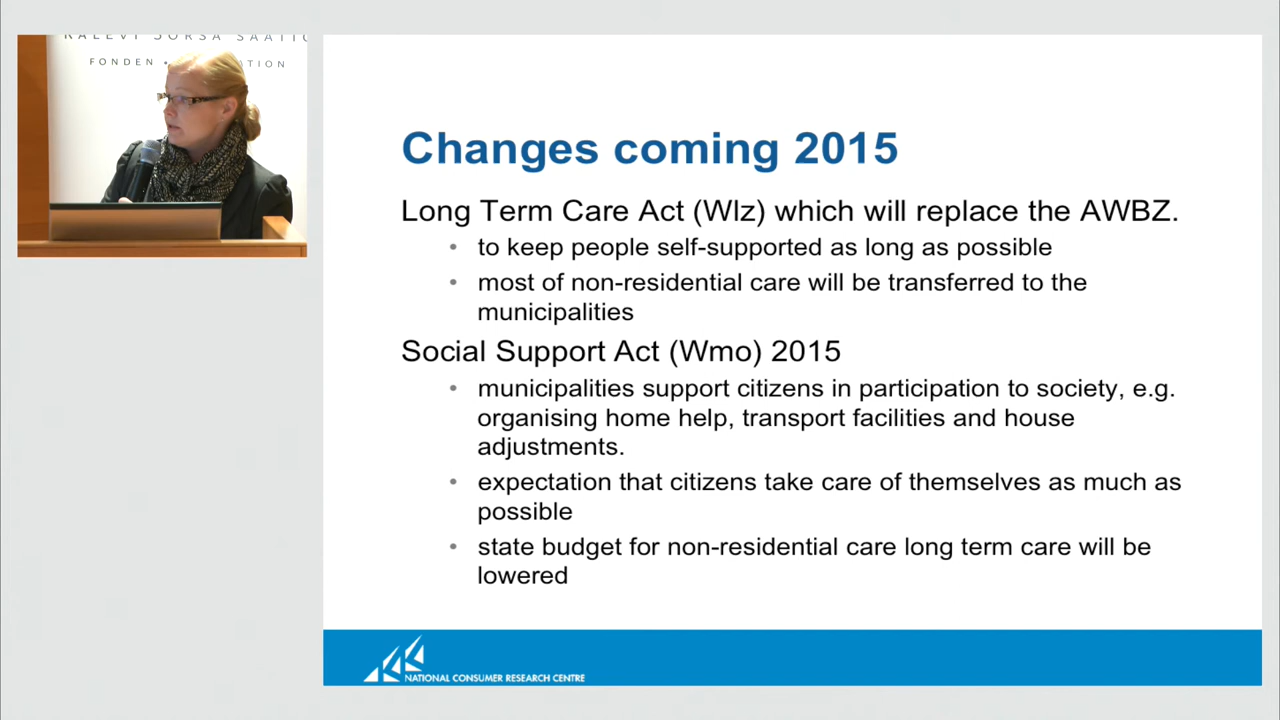 KALEVI SORSA SÄÄTIÖ
FONDEN •
Changes coming 2015
Long Term Care Act (Wlz) which will replace the AWBZ.
• to keep people self-supported as long as possible
• most of non-residential care will be transferred to the
municipalities
Social Support Act (Wmo) 2015
• municipalities support citizens in participation to society, e.g.
organising home help, transport facilities and house
adjustments.
• expectation that citizens take care of themselves as much as
possible
• state budget for non-residential care long term care will be
lowered
NATIONAL CONSUMER RESEARCH CENTRE